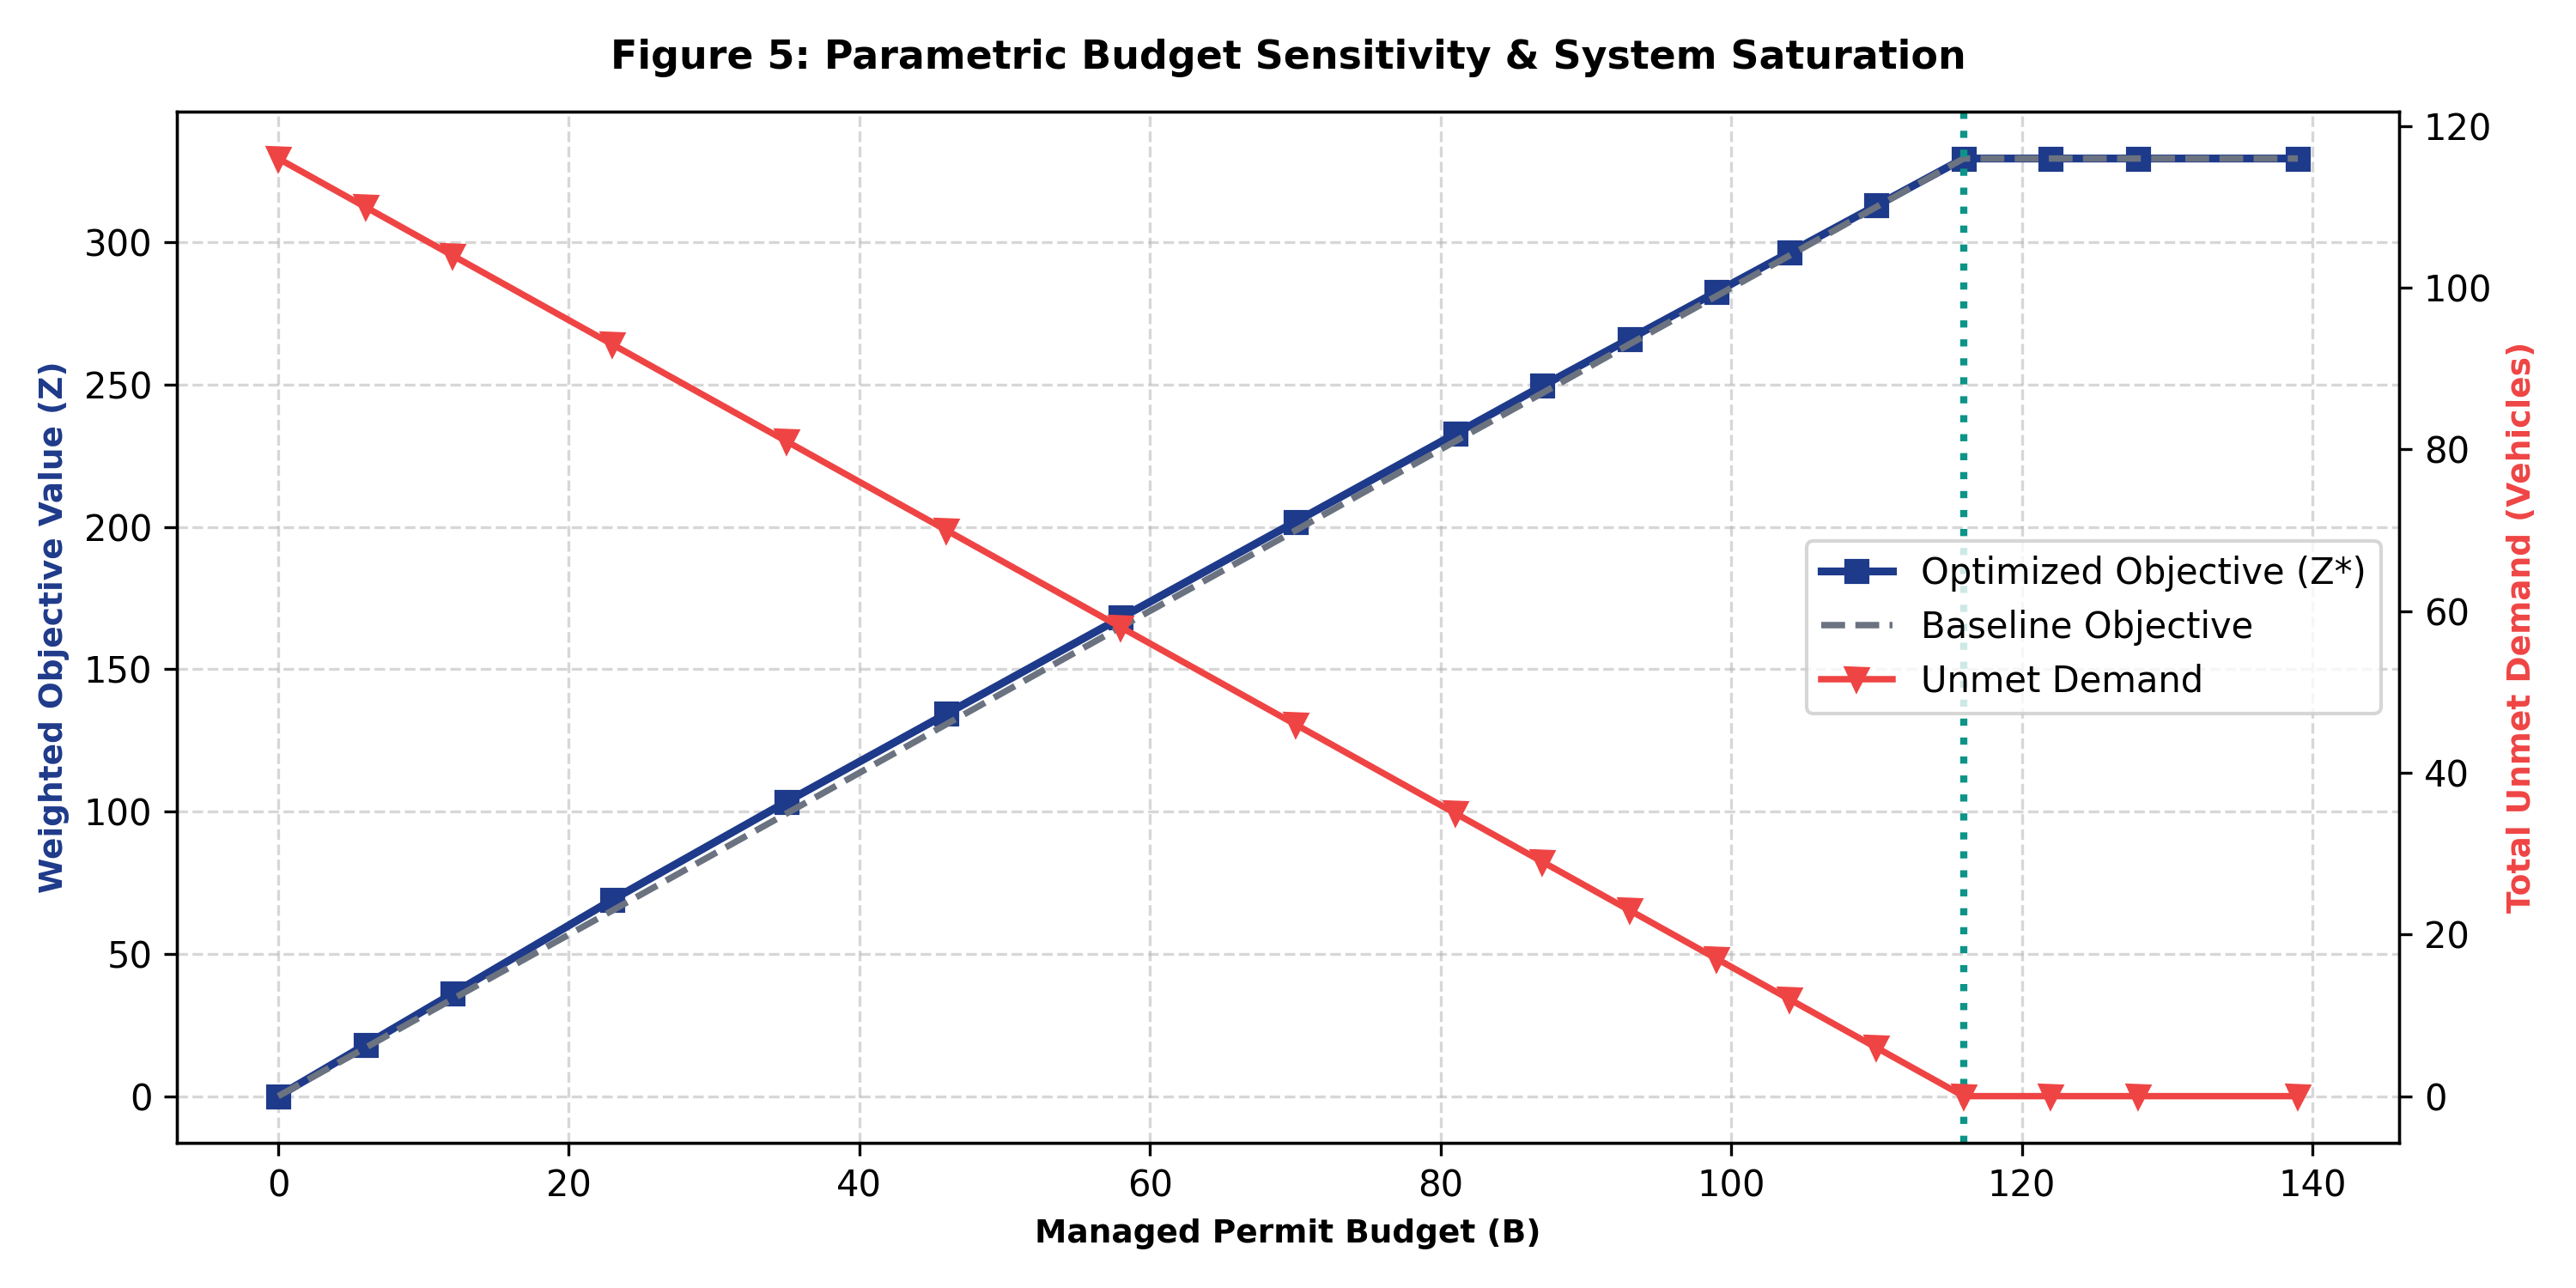 Figure 5: Parametric Budget Sensitivity & System Saturation
Weighted Objective Value (Z)
300
250
200
150
100
50
0
120
100
80
60
40
20
0
Total Unmet Demand (Vehicles)
Optimized Objective (Z*)
Baseline Objective
Unmet Demand
0 20 40 60 80 100 120 140
Managed Permit Budget (B)